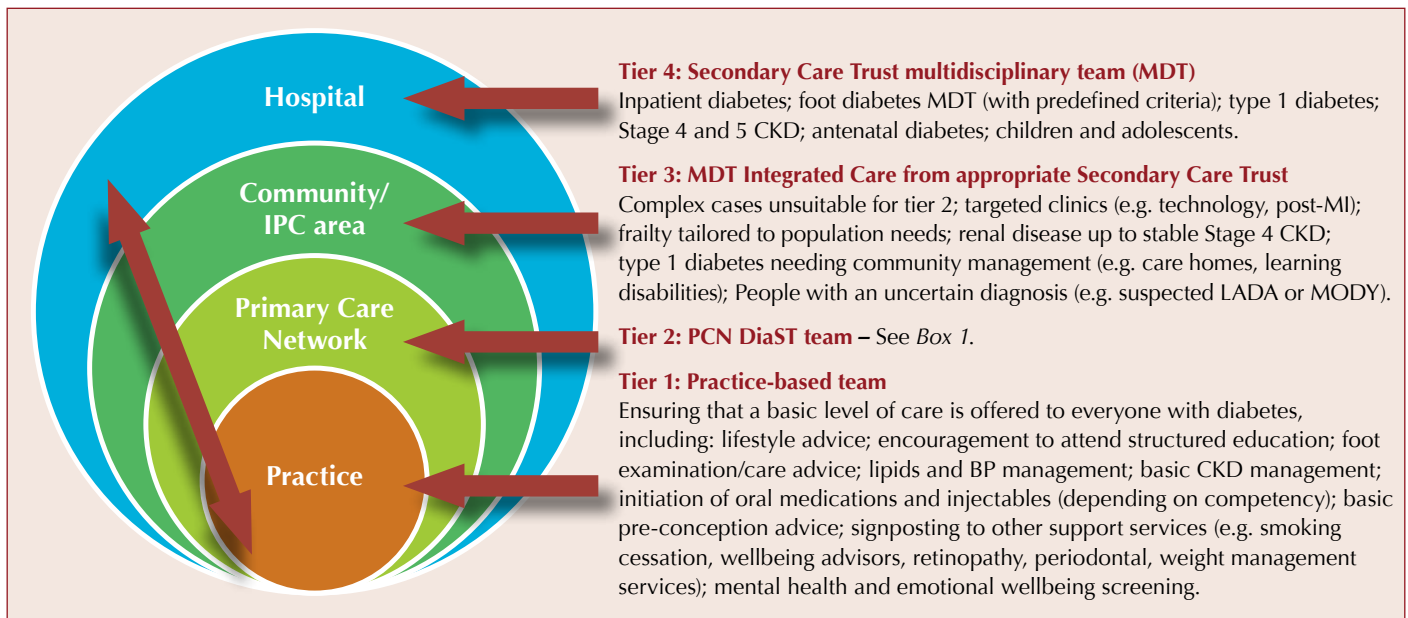 Hospital
Community/
IPC area
Primary Care
Network
Practice
Tier 4: Secondary Care Trust multidisciplinary team (MDT)
Inpatient diabetes; foot diabetes MDT (with predefined criteria); type 1 diabetes;
Stage 4 and 5 CKD; antenatal diabetes; children and adolescents.
Tier 3: MDT Integrated Care from appropriate Secondary Care Trust
Complex cases unsuitable for tier 2; targeted clinics (e.g. technology, post-MI);
frailty tailored to population needs; renal disease up to stable Stage 4 CKD;
type 1 diabetes needing community management (e.g. care homes, learning
disabilities); People with an uncertain diagnosis (e.g. suspected LADA or MODY).
Tier 2: PCN DiaST team – See Box 1.
Tier 1: Practice-based team
Ensuring that a basic level of care is offered to everyone with diabetes,
including: lifestyle advice; encouragement to attend structured education; foot
examination/care advice; lipids and BP management; basic CKD management;
initiation of oral medications and injectables (depending on competency); basic
pre-conception advice; signposting to other support services (e.g. smoking
cessation, wellbeing advisors, retinopathy, periodontal, weight management
services); mental health and emotional wellbeing screening.